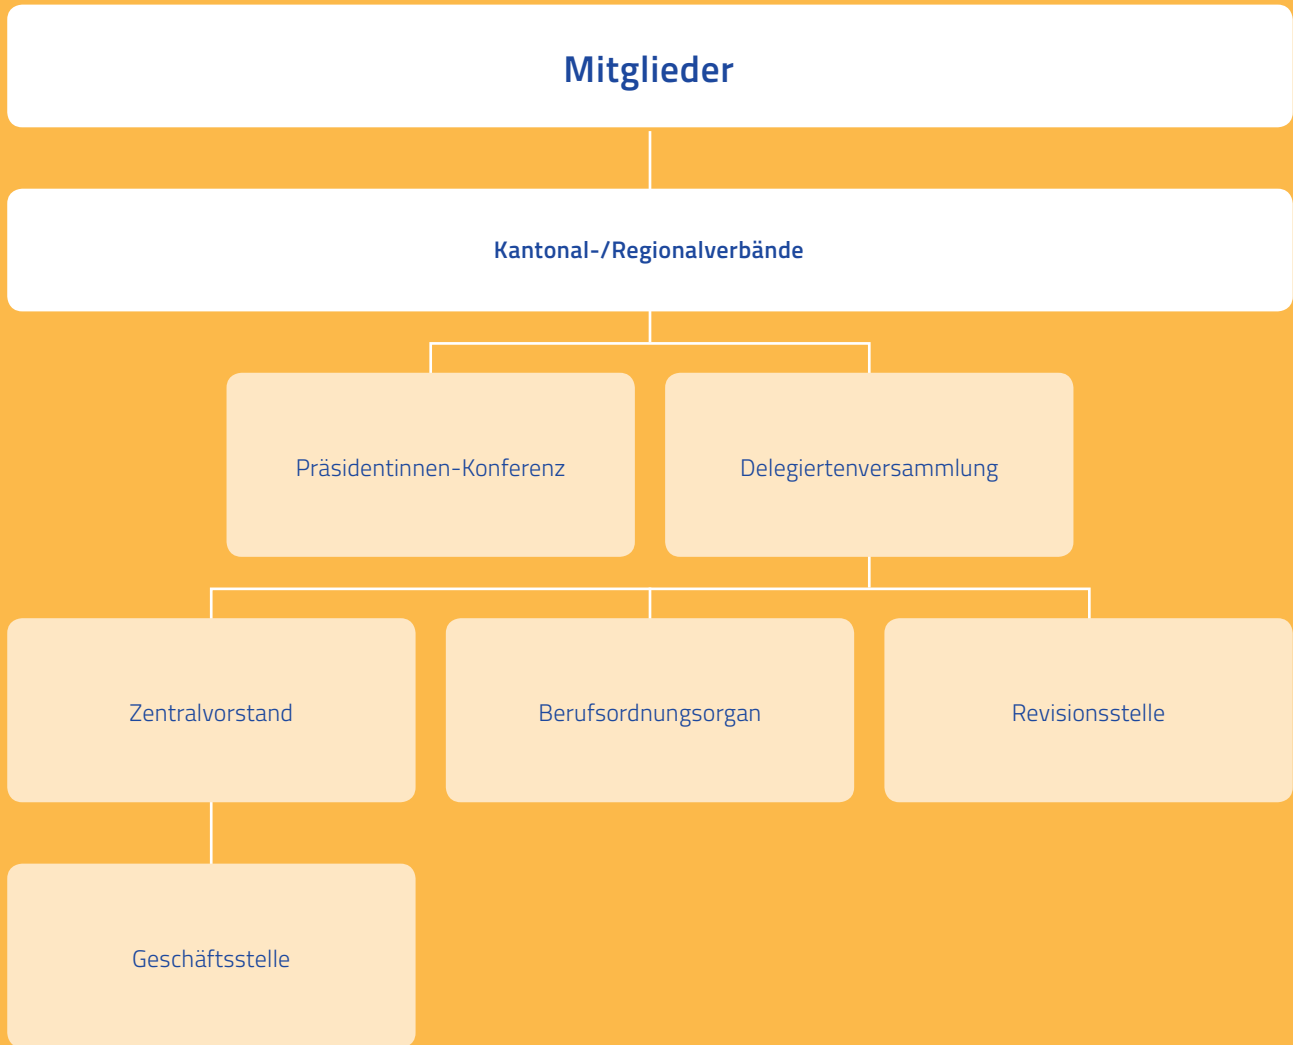 Mitglieder
Kantonal-/Regionalverbände
Präsidentinnen-Konferenz
Delegiertenversammlung
Zentralvorstand
Berufsordnungsorgan
Revisionsstelle
Geschäftsstelle